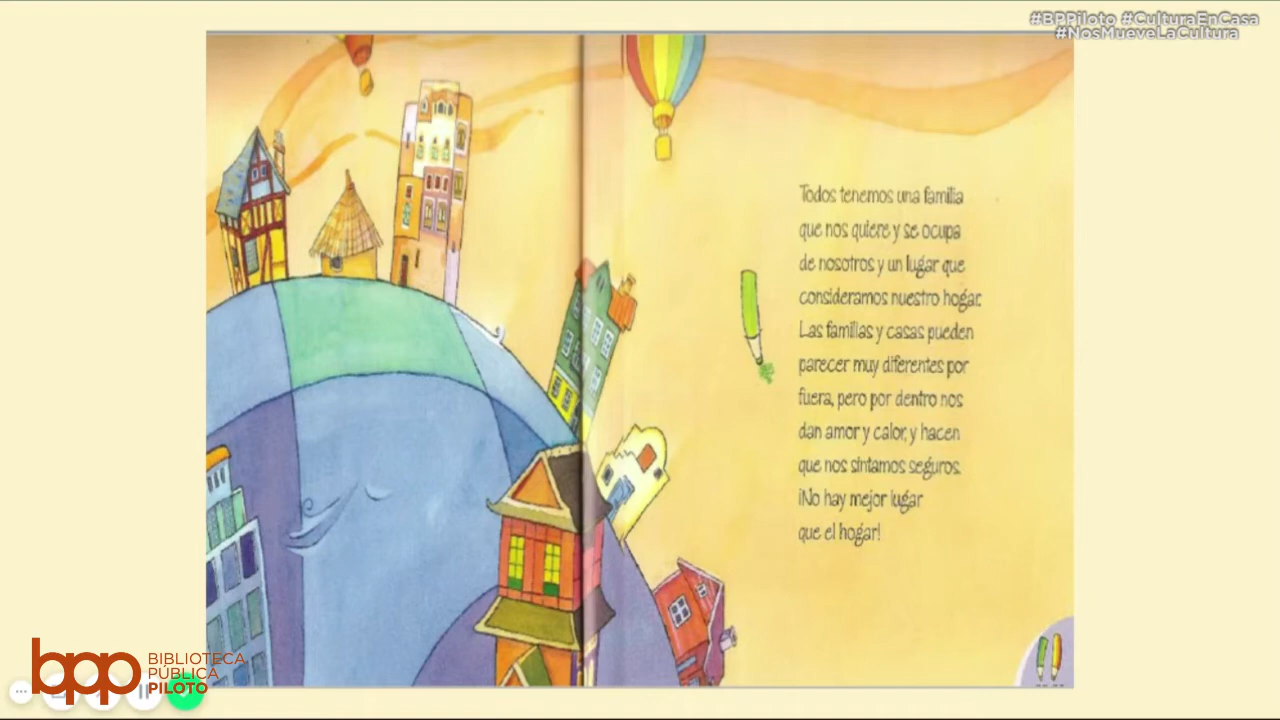 #BPPiloto #CulturaEnCasa
#NosMueveLaCultura
Todos tenemos una familia
que nos quiere y se ocupa
de nosotros y un lugar que
consideramos nuestro hogar.
Las familias y casas pueden
parecer muy diferentes por
fuera, pero por dentro nos
dan amor y calor, y hacen
que nos sintamos seguros.
¡No hay mejor lugar
que el hogar!
bpp BIBLIOTECA
PÚBLICA
PILOTO